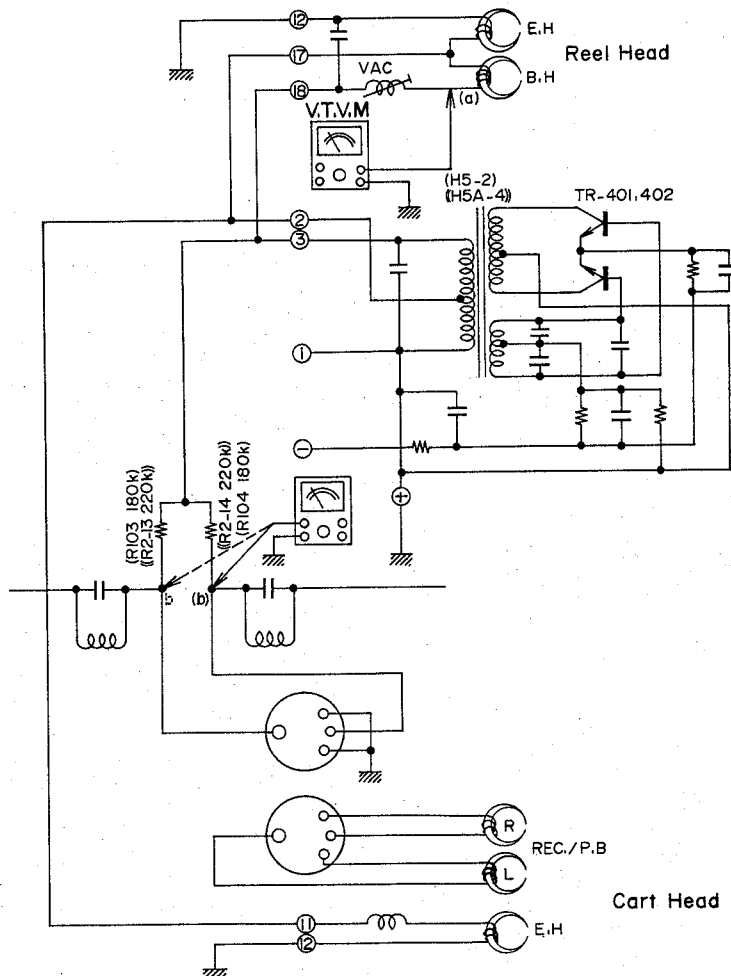 ⑫
E.H
Reel Head
⑰
VAC
B.H
⑱
(a)
V.T.V.M
(H5-2)
((H5A-4))
TR-401,402
②
③
①
⊖
(R103 180k)
((R2-13 220k))
((R2-14 220k))
(R104 180k)
⊕
b
(b)
R
REC./P.B
L
Cart Head
⑪
E.H
⑫